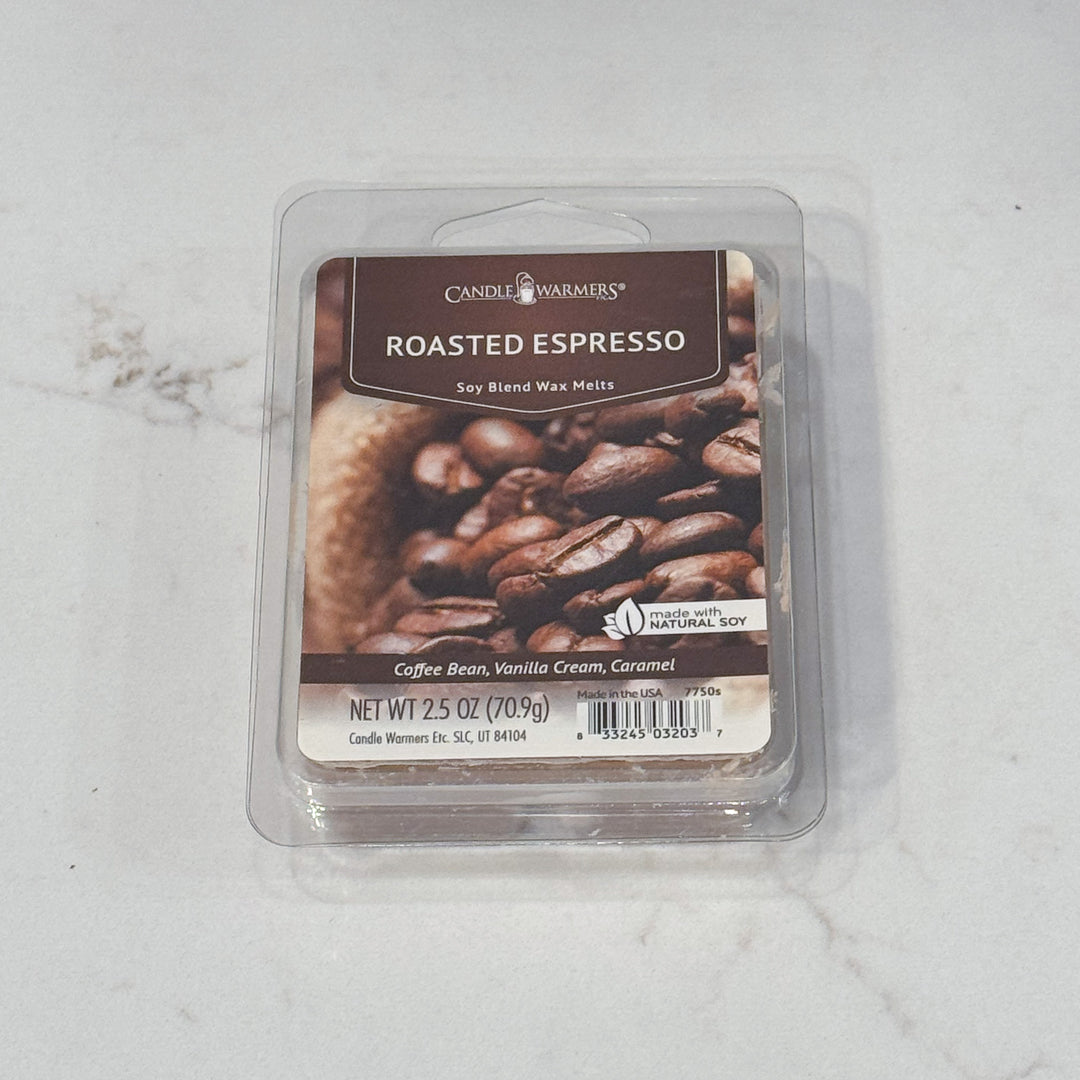 CANDLE WARMERS®
ETC.
ROASTED ESPRESSO
Soy Blend Wax Melts
made with
NATURAL SOY
Coffee Bean, Vanilla Cream, Caramel
NET WT 2.5 OZ (70.9g)
Candle Warmers Etc. SLC, UT 84104
Made in the USA 7750s
8 33245 03203 7